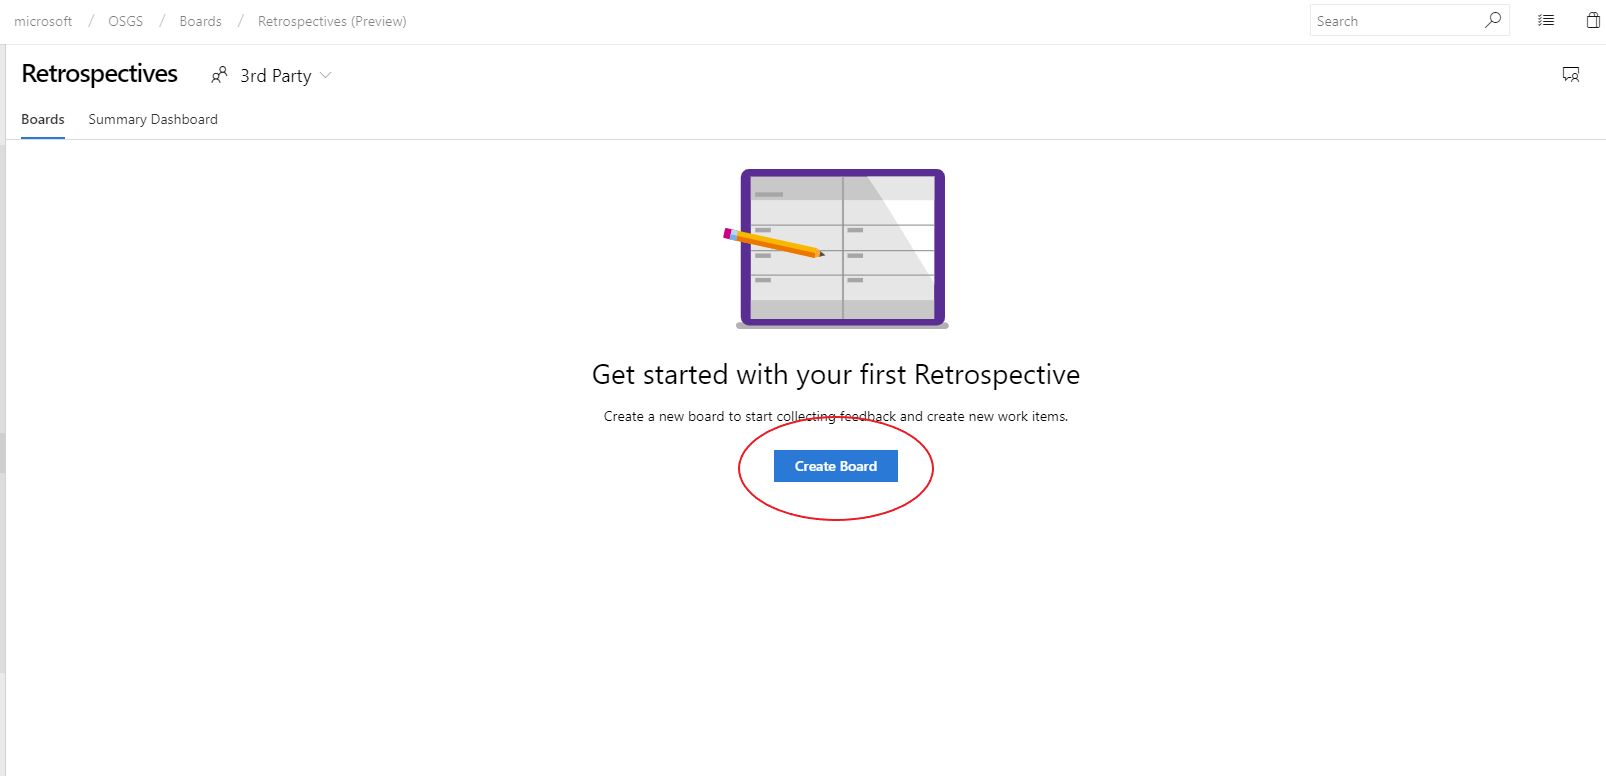 microsoft / OSGS / Boards / Retrospectives (Preview)
Search
Retrospectives
3rd Party
Boards
Summary Dashboard
Get started with your first Retrospective
Create a new board to start collecting feedback and create new work items.
Create Board